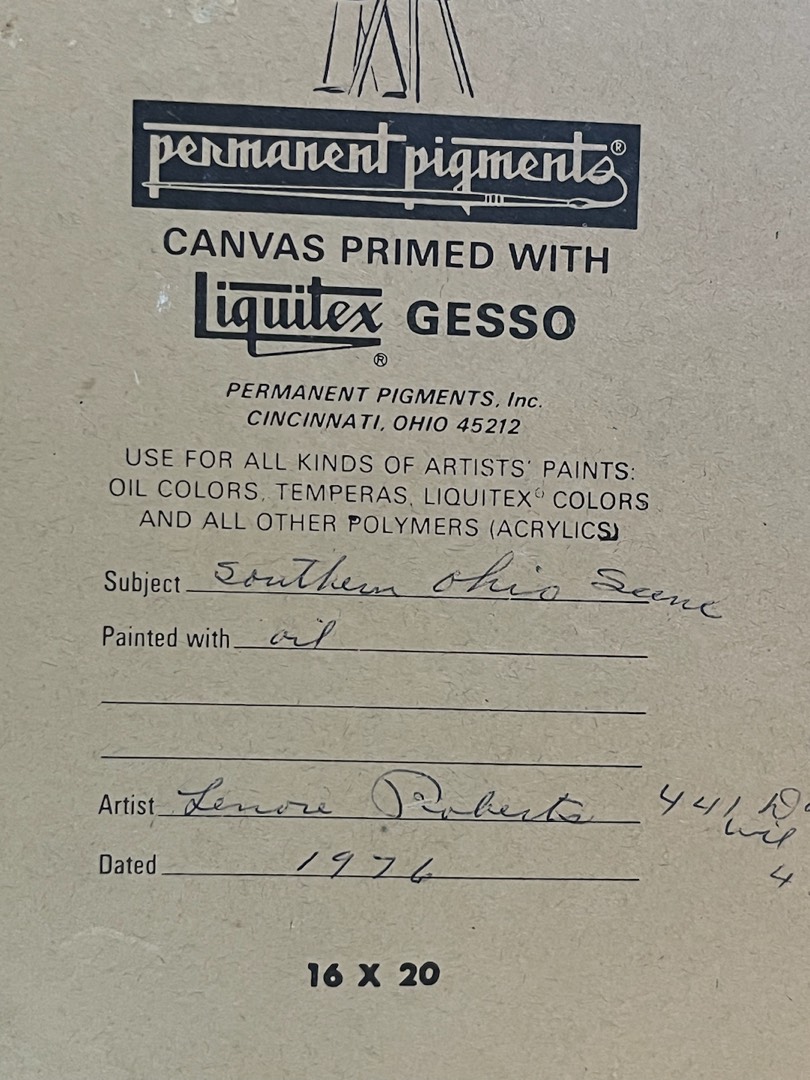 permanent pigments®
CANVAS PRIMED WITH
Liquitex® GESSO
PERMANENT PIGMENTS, Inc.
CINCINNATI, OHIO 45212
USE FOR ALL KINDS OF ARTISTS' PAINTS:
OIL COLORS, TEMPERAS, LIQUITEX® COLORS
AND ALL OTHER POLYMERS (ACRYLICS)
Subject Southern Ohio Scene
Painted with oil
Artist Lenore Roberts 441
Dated 1976 4
16 X 20